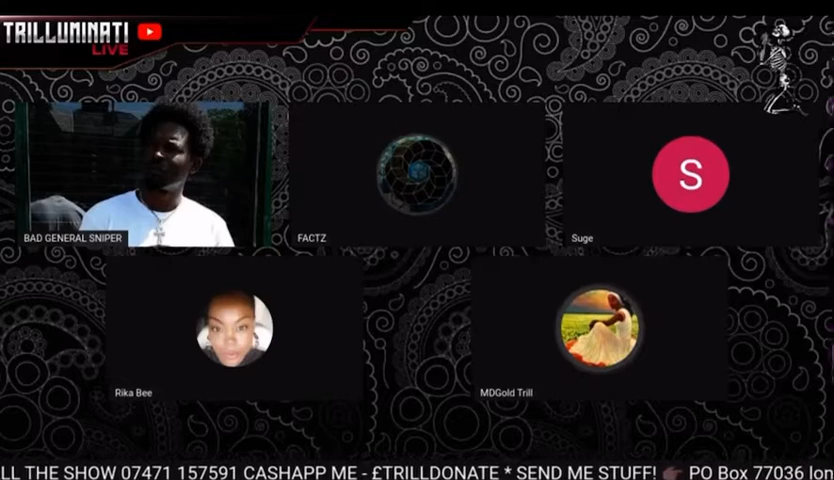 TRILLUMINATI
LIVE
BAD GENERAL SNIPER
FACTZ
S
Suge
Rika Bee
MDGold Trill
LL THE SHOW 07471 157591 CASHAPP ME - £TRILLDONATE * SEND ME STUFF! PO Box 77036 lon